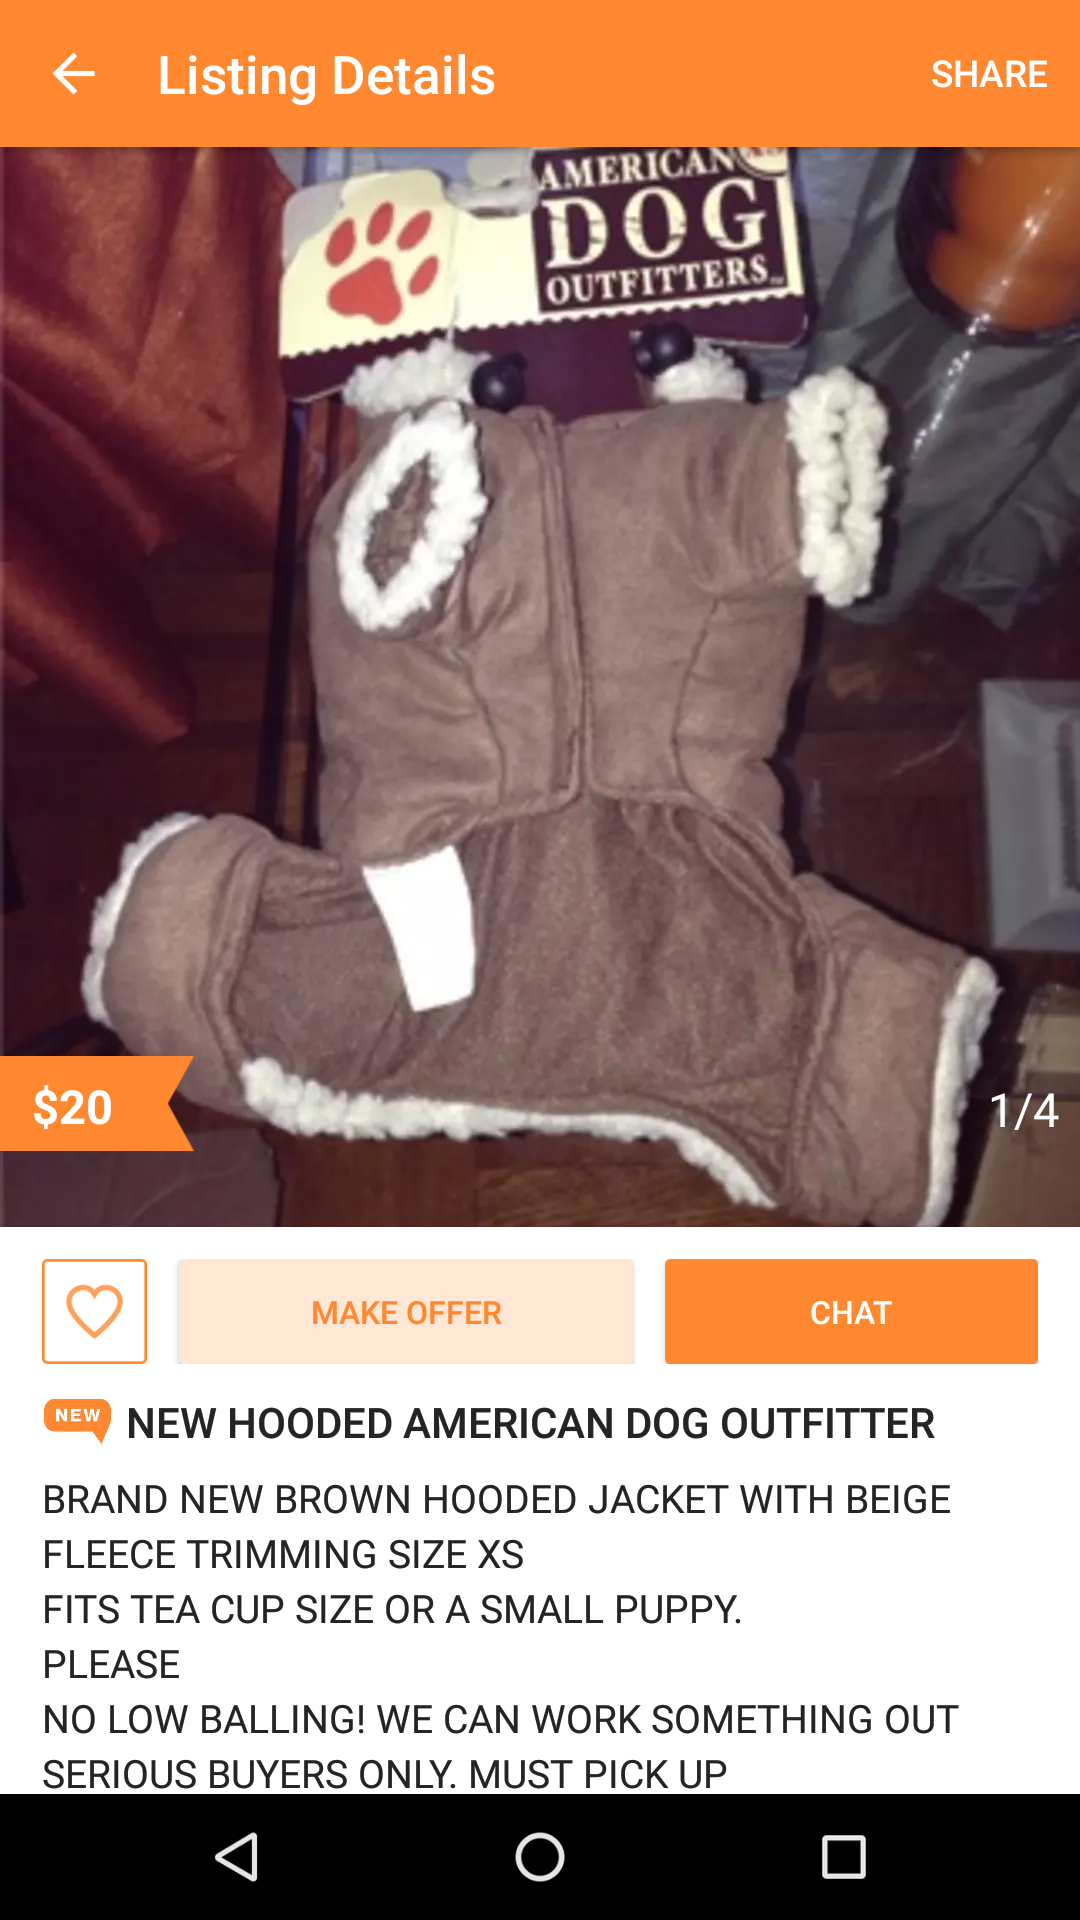 Listing Details
SHARE
AMERICAN
DOG
OUTFITTERS
$20
1/4
MAKE OFFER
CHAT
NEW
NEW HOODED AMERICAN DOG OUTFITTER
BRAND NEW BROWN HOODED JACKET WITH BEIGE
FLEECE TRIMMING SIZE XS
FITS TEA CUP SIZE OR A SMALL PUPPY.
PLEASE
NO LOW BALLING! WE CAN WORK SOMETHING OUT
SERIOUS BUYERS ONLY. MUST PICK UP